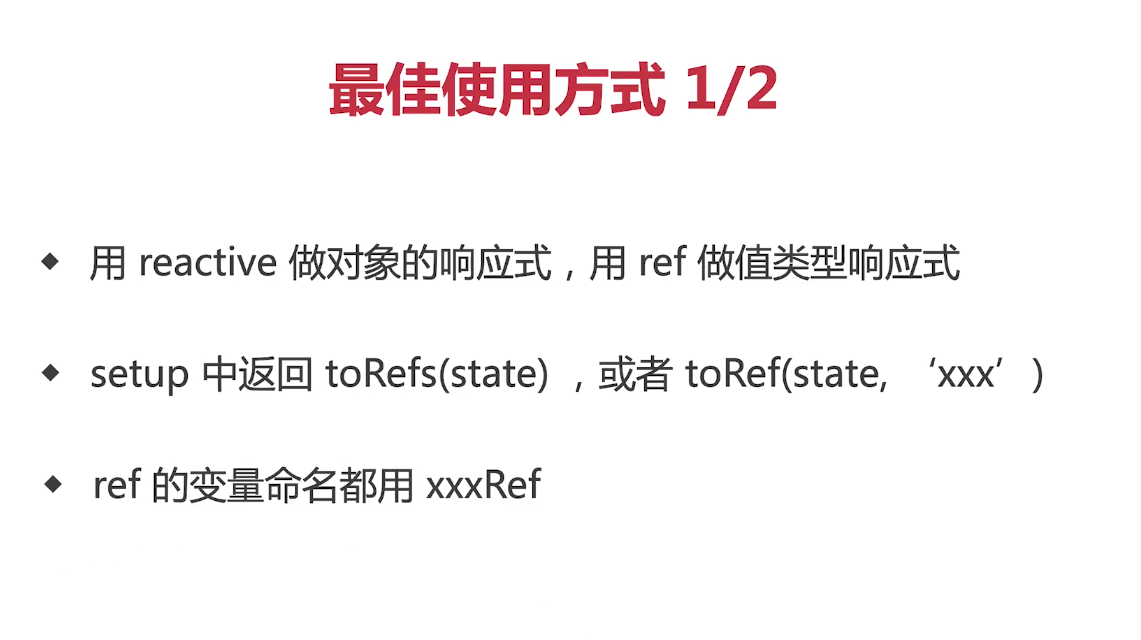 最佳使用方式 1/2
◆ 用 reactive 做对象的响应式，用 ref 做值类型响应式
◆ setup 中返回 toRefs(state) ，或者 toRef(state, ‘xxx’)
◆ ref 的变量命名都用 xxxRef